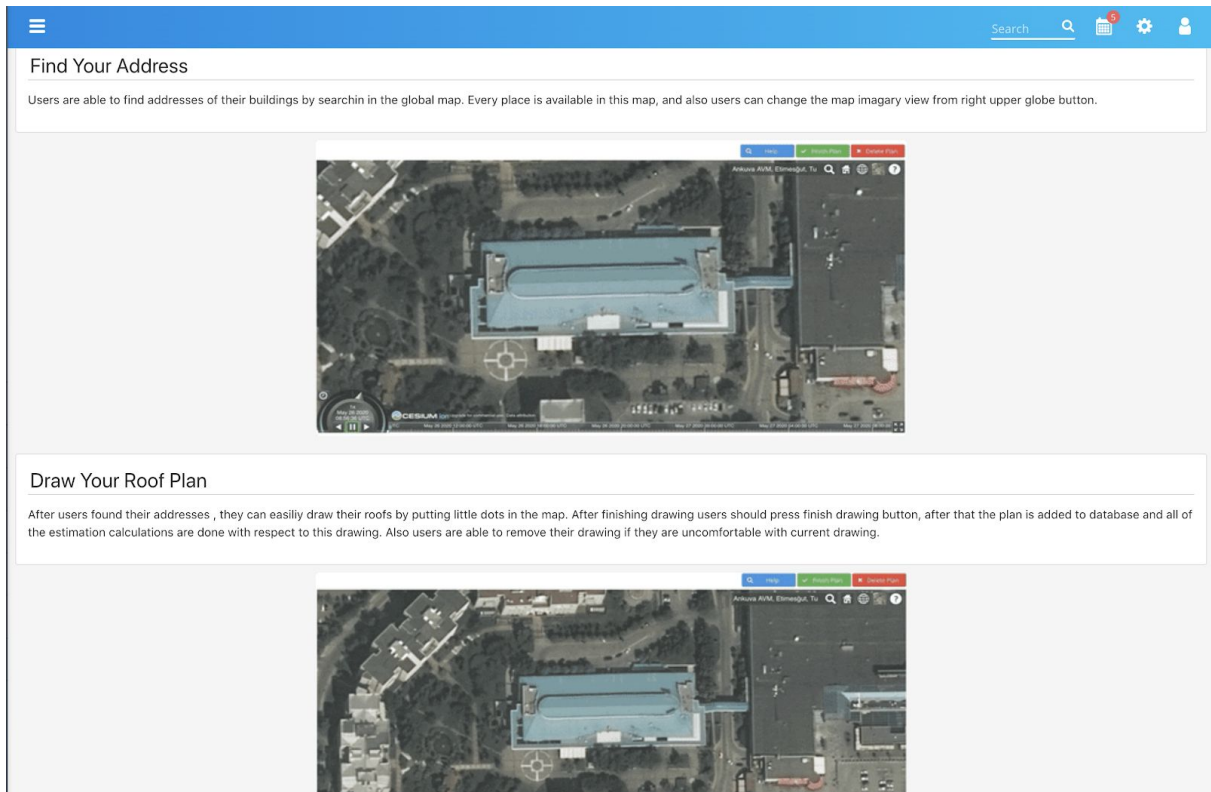 Search
5
Find Your Address
Users are able to find addresses of their buildings by searchin in the global map. Every place is available in this map, and also users can change the map imagary view from right upper globe button.
Help Finish Plan Delete Plan
Ankuva AVM, Etimesğut, Tu
?
May 26 2020
CESIUM
Draw Your Roof Plan
After users found their addresses , they can easiliy draw their roofs by putting little dots in the map. After finishing drawing users should press finish drawing button, after that the plan is added to database and all of
the estimation calculations are done with respect to this drawing. Also users are able to remove their drawing if they are uncomfortable with current drawing.
Help Finish Plan Delete Plan
Ankuva AVM, Etimesğut, Tu
?